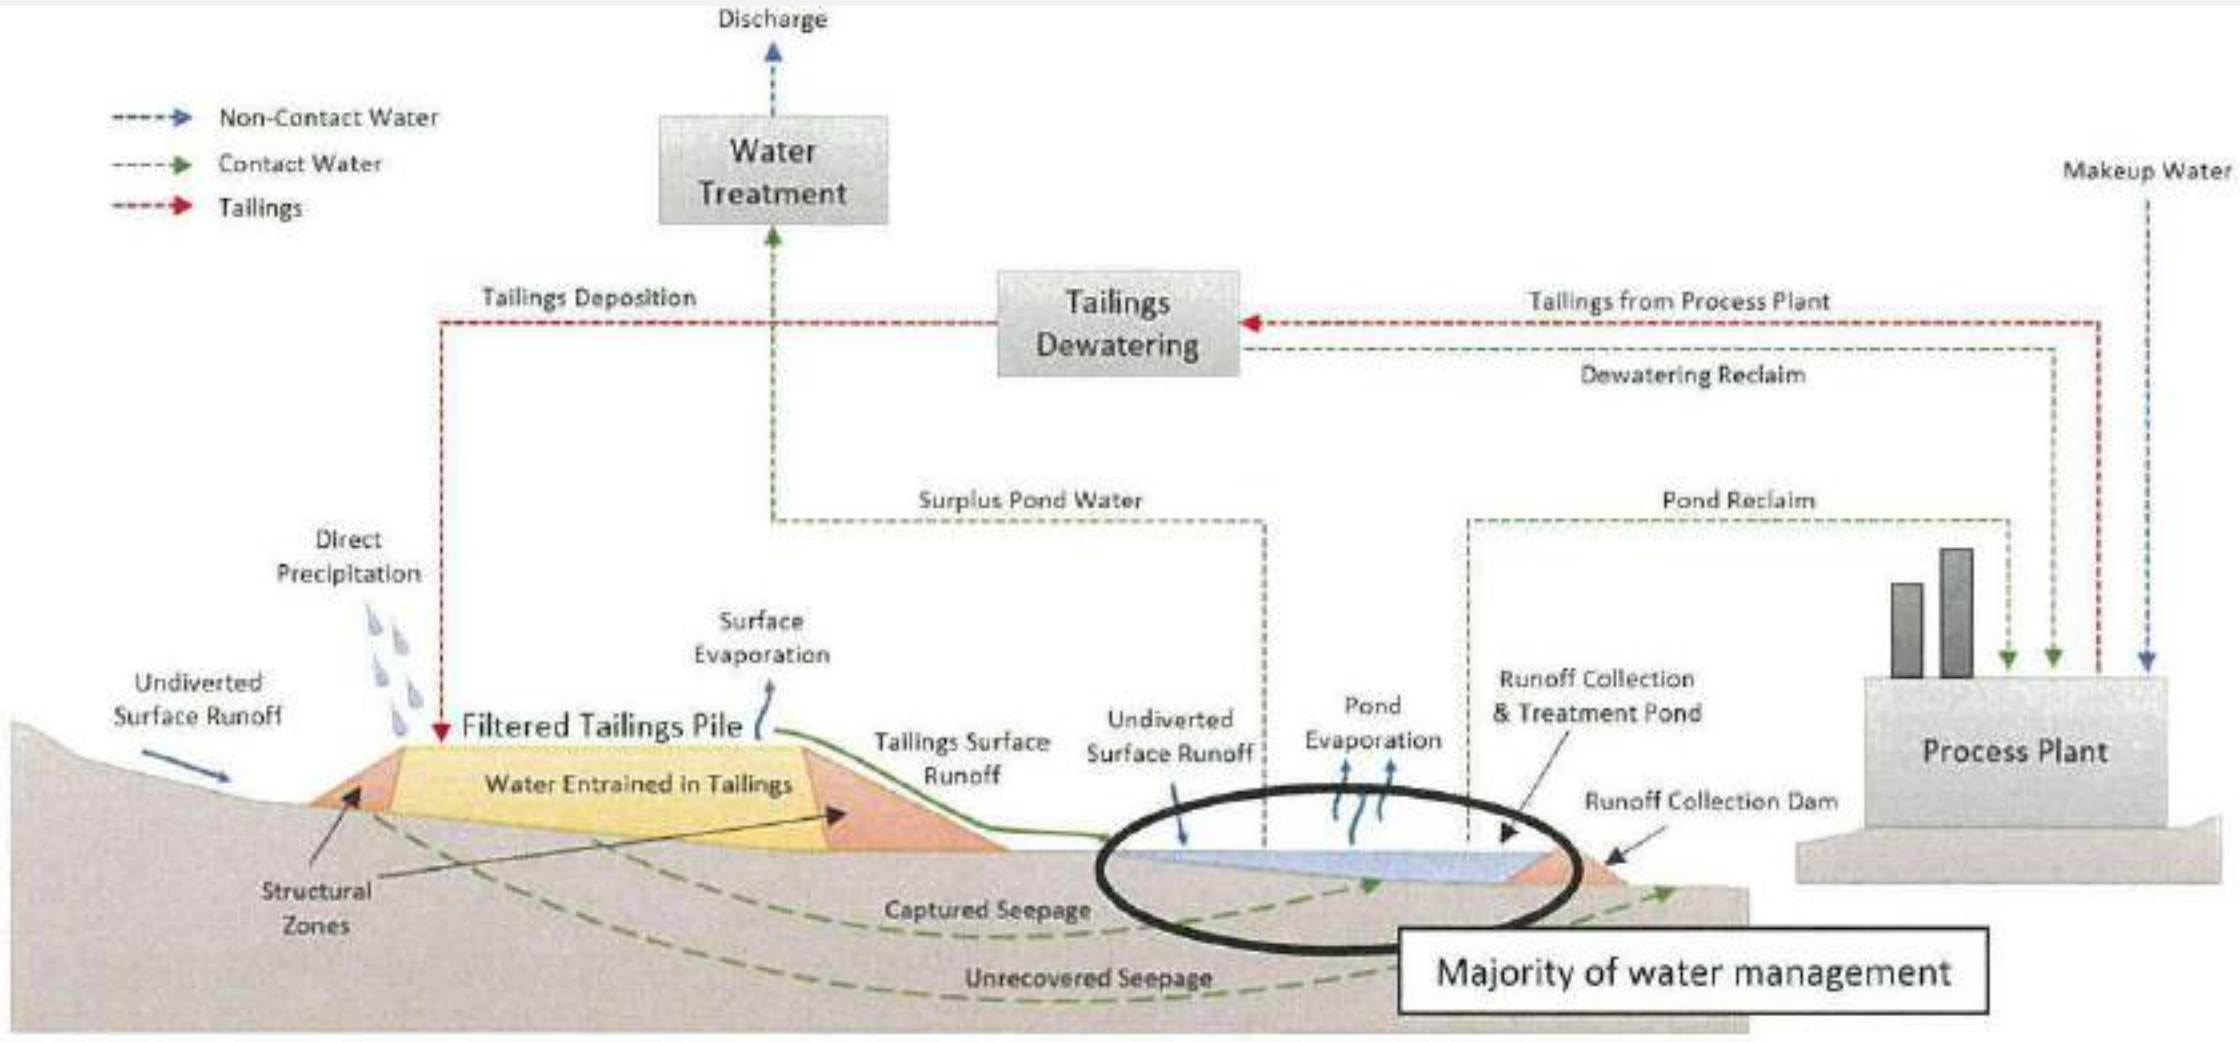 Discharge
Non-Contact Water
Contact Water
Tailings
Water
Treatment
Makeup Water
Tailings Deposition
Tailings
Dewatering
Tailings from Process Plant
Dewatering Reclaim
Surplus Pond Water
Pond Reclaim
Direct
Precipitation
Surface
Evaporation
Undiverted
Surface Runoff
Filtered Tailings Pile
Tailings Surface
Runoff
Undiverted
Surface Runoff
Pond
Evaporation
Runoff Collection
& Treatment Pond
Process Plant
Water Entrained in Tailings
Runoff Collection Dam
Structural
Zones
Captured Seepage
Unrecovered Seepage
Majority of water management